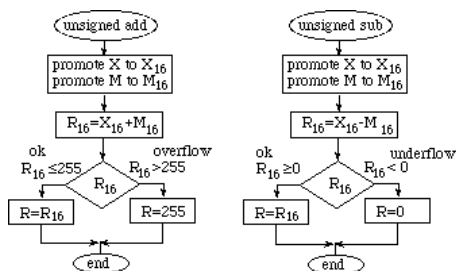 unsigned add
promote X to X16
promote M to M16
R16=X16+M16
ok
R16≤255
overflow
R16>255
R16
R=R16
R=255
end
unsigned sub
promote X to X16
promote M to M16
R16=X16-M16
ok
R16≥0
underflow
R16< 0
R16
R=R16
R=0
end